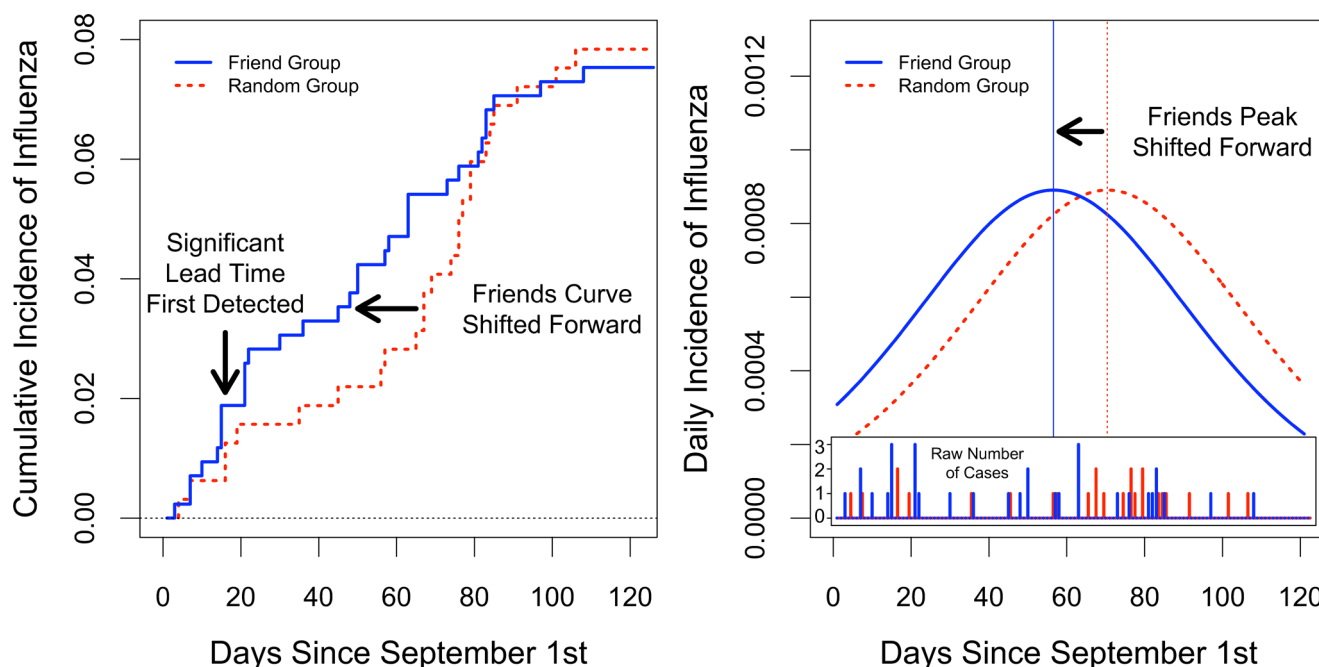 Cumulative Incidence of Influenza
0.00
0.02
0.04
0.06
0.08
Friend Group
Random Group
Significant
Lead Time
First Detected
Friends Curve
Shifted Forward
0
20
40
60
80
100
120
Days Since September 1st
Daily Incidence of Influenza
0.0000
0.0004
0.0008
0.0012
Friend Group
Random Group
Friends Peak
Shifted Forward
3
2
1
0
Raw Number
of Cases
0
20
40
60
80
100
120
Days Since September 1st